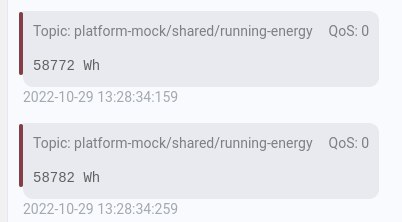 Topic: platform-mock/shared/running-energy QoS: 0
58772 Wh
2022-10-29 13:28:34:159
Topic: platform-mock/shared/running-energy QoS: 0
58782 Wh
2022-10-29 13:28:34:259